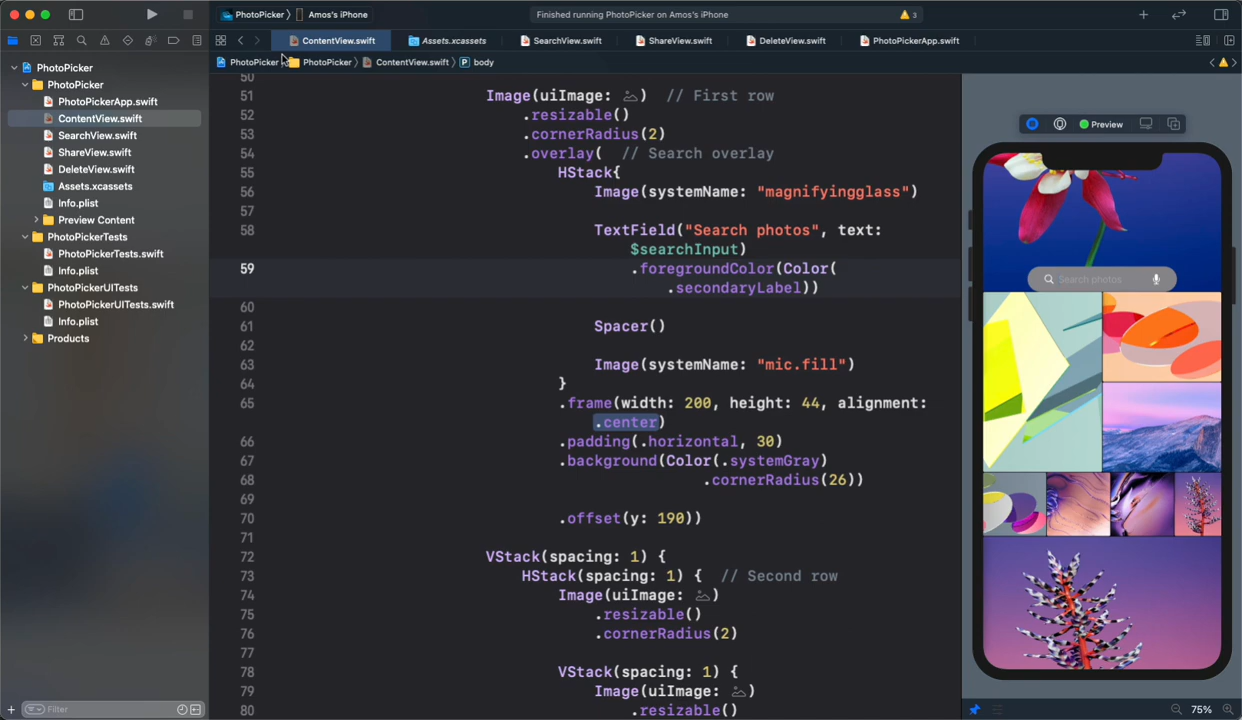 PhotoPicker
Amos's iPhone
Finished running PhotoPicker on Amos's iPhone
3
ContentView.swift
Assets.xcassets
SearchView.swift
ShareView.swift
DeleteView.swift
PhotoPickerApp.swift
PhotoPicker
PhotoPicker
ContentView.swift
P body
PhotoPicker
PhotoPicker
PhotoPickerApp.swift
ContentView.swift
SearchView.swift
ShareView.swift
DeleteView.swift
Assets.xcassets
Info.plist
Preview Content
PhotoPickerTests
PhotoPickerTests.swift
Info.plist
PhotoPickerUITests
PhotoPickerUITests.swift
Info.plist
Products
Filter
50
51 Image(uiImage: ) // First row
52 .resizable()
53 .cornerRadius(2)
54 .overlay( // Search overlay
55 HStack{
56 Image(systemName: "magnifyingglass")
57
58 TextField("Search photos", text:
$searchInput)
59 .foregroundColor(Color(
.secondaryLabel))
60
61 Spacer()
62
63 Image(systemName: "mic.fill")
64 }
65 .frame(width: 200, height: 44, alignment:
.center)
66 .padding(.horizontal, 30)
67 .background(Color(.systemGray)
68 .cornerRadius(26))
69
70 .offset(y: 190))
71
72 VStack(spacing: 1) {
73 HStack(spacing: 1) { // Second row
74 Image(uiImage: )
75 .resizable()
76 .cornerRadius(2)
77
78 VStack(spacing: 1) {
79 Image(uiImage: )
80 .resizable()
Preview
Search photos
75%